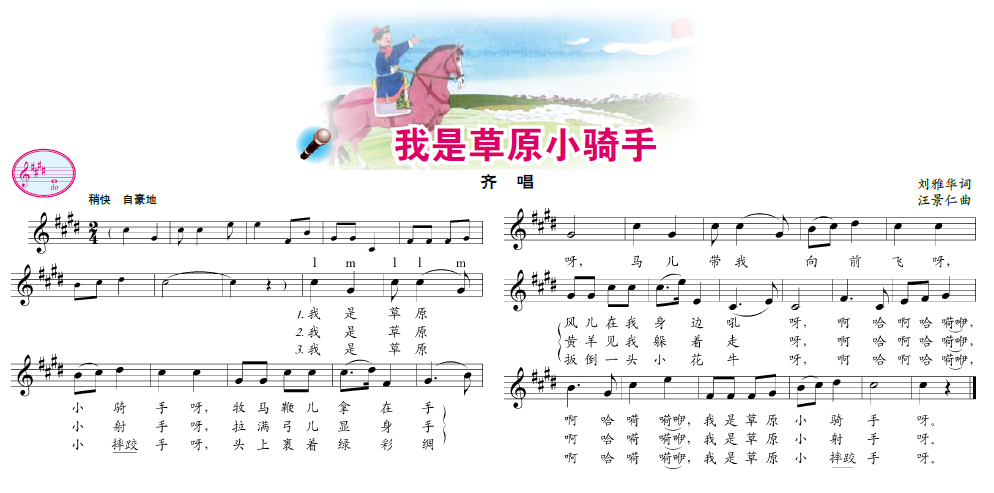 我是草原小骑手
齐 唱
do
刘雅华词
汪景仁曲
稍快 自豪地
2
4
l m l l m
1.我 是 草 原
2.我 是 草 原
3.我 是 草 原
小 骑 手 呀, 牧 马 鞭 儿 拿 在 手
小 射 手 呀, 拉 满 弓 儿 显 身 手
小 摔跤 手 呀, 头 上 裹 着 绿 彩 绸
呀, 马 儿 带 我 向 前 飞 呀,
风 儿 在 我 身 边 吼 呀, 啊 哈 啊 哈 嗬咿,
黄 羊 见 我 躲 着 走 呀, 啊 哈 啊 哈 嗬咿,
扳 倒 一 头 小 花 牛 呀, 啊 哈 啊 哈 嗬咿,
啊 哈 嗬 嗬咿, 我 是 草 原 小 骑 手 呀。
啊 哈 嗬 嗬咿, 我 是 草 原 小 射 手 呀。
啊 哈 嗬 嗬咿, 我 是 草 原 小 摔跤 手 呀。